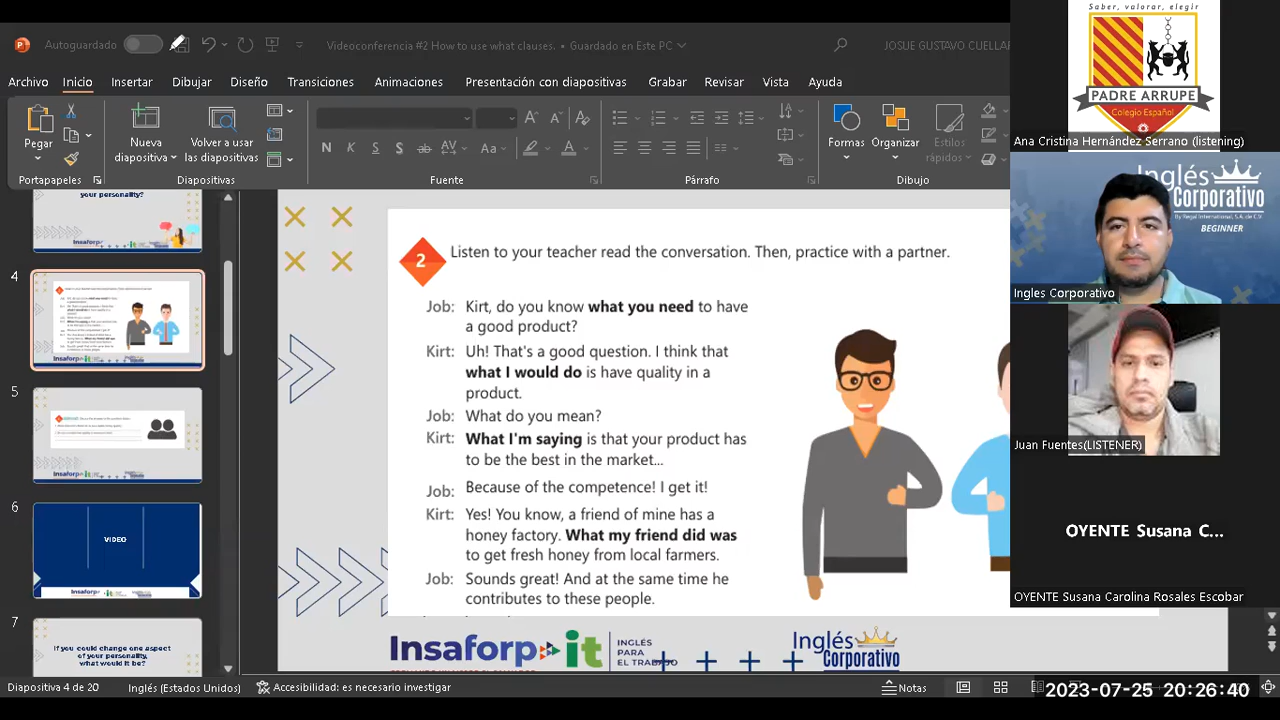 Autoguardado
Videoconferencia #2 How to use what clauses. • Guardado en Este PC
JOSUE GUSTAVO CUELLAR
Archivo Inicio Insertar Dibujar Diseño Transiciones Animaciones Presentación con diapositivas Grabar Revisar Vista Ayuda
Pegar
Nueva diapositiva
Volver a usar las diapositivas
N K S S ab AV Aa A
Formas
Organizar
Estilos rápidos
Portapapeles
Diapositivas
Fuente
Párrafo
Dibujo
your personality?
4
5
6
VIDEO
7
If you could change one aspect
of your personality,
what would it be?
2
Listen to your teacher read the conversation. Then, practice with a partner.
Job: Kirt, do you know what you need to have
a good product?
Kirt: Uh! That's a good question. I think that
what I would do is have quality in a
product.
Job: What do you mean?
Kirt: What I'm saying is that your product has
to be the best in the market...
Job: Because of the competence! I get it!
Kirt: Yes! You know, a friend of mine has a
honey factory. What my friend did was
to get fresh honey from local farmers.
Job: Sounds great! And at the same time he
contributes to these people.
Insaforp it
INGLÉS
PARA
EL TRABAJO
Inglés
Corporativo
Saber, valorar, elegir
PADRE ARRUPE
Colegio Español
Ana Cristina Hernández Serrano (listening)
Inglés
Corporativo
By Regal International, S.A. de C.V.
BEGINNER
Ingles Corporativo
Juan Fuentes(LISTENER)
OYENTE Susana C...
OYENTE Susana Carolina Rosales Escobar
Diapositiva 4 de 20
Inglés (Estados Unidos)
Accesibilidad: es necesario investigar
Notas
2023-07-25 20:26:40